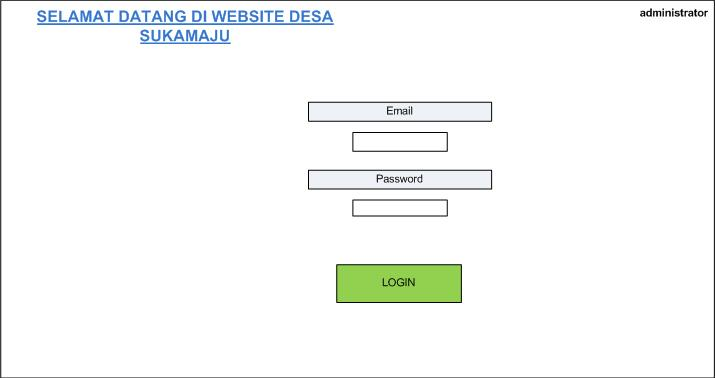 SELAMAT DATANG DI WEBSITE DESA
SUKAMAJU
administrator
Email
Password
LOGIN